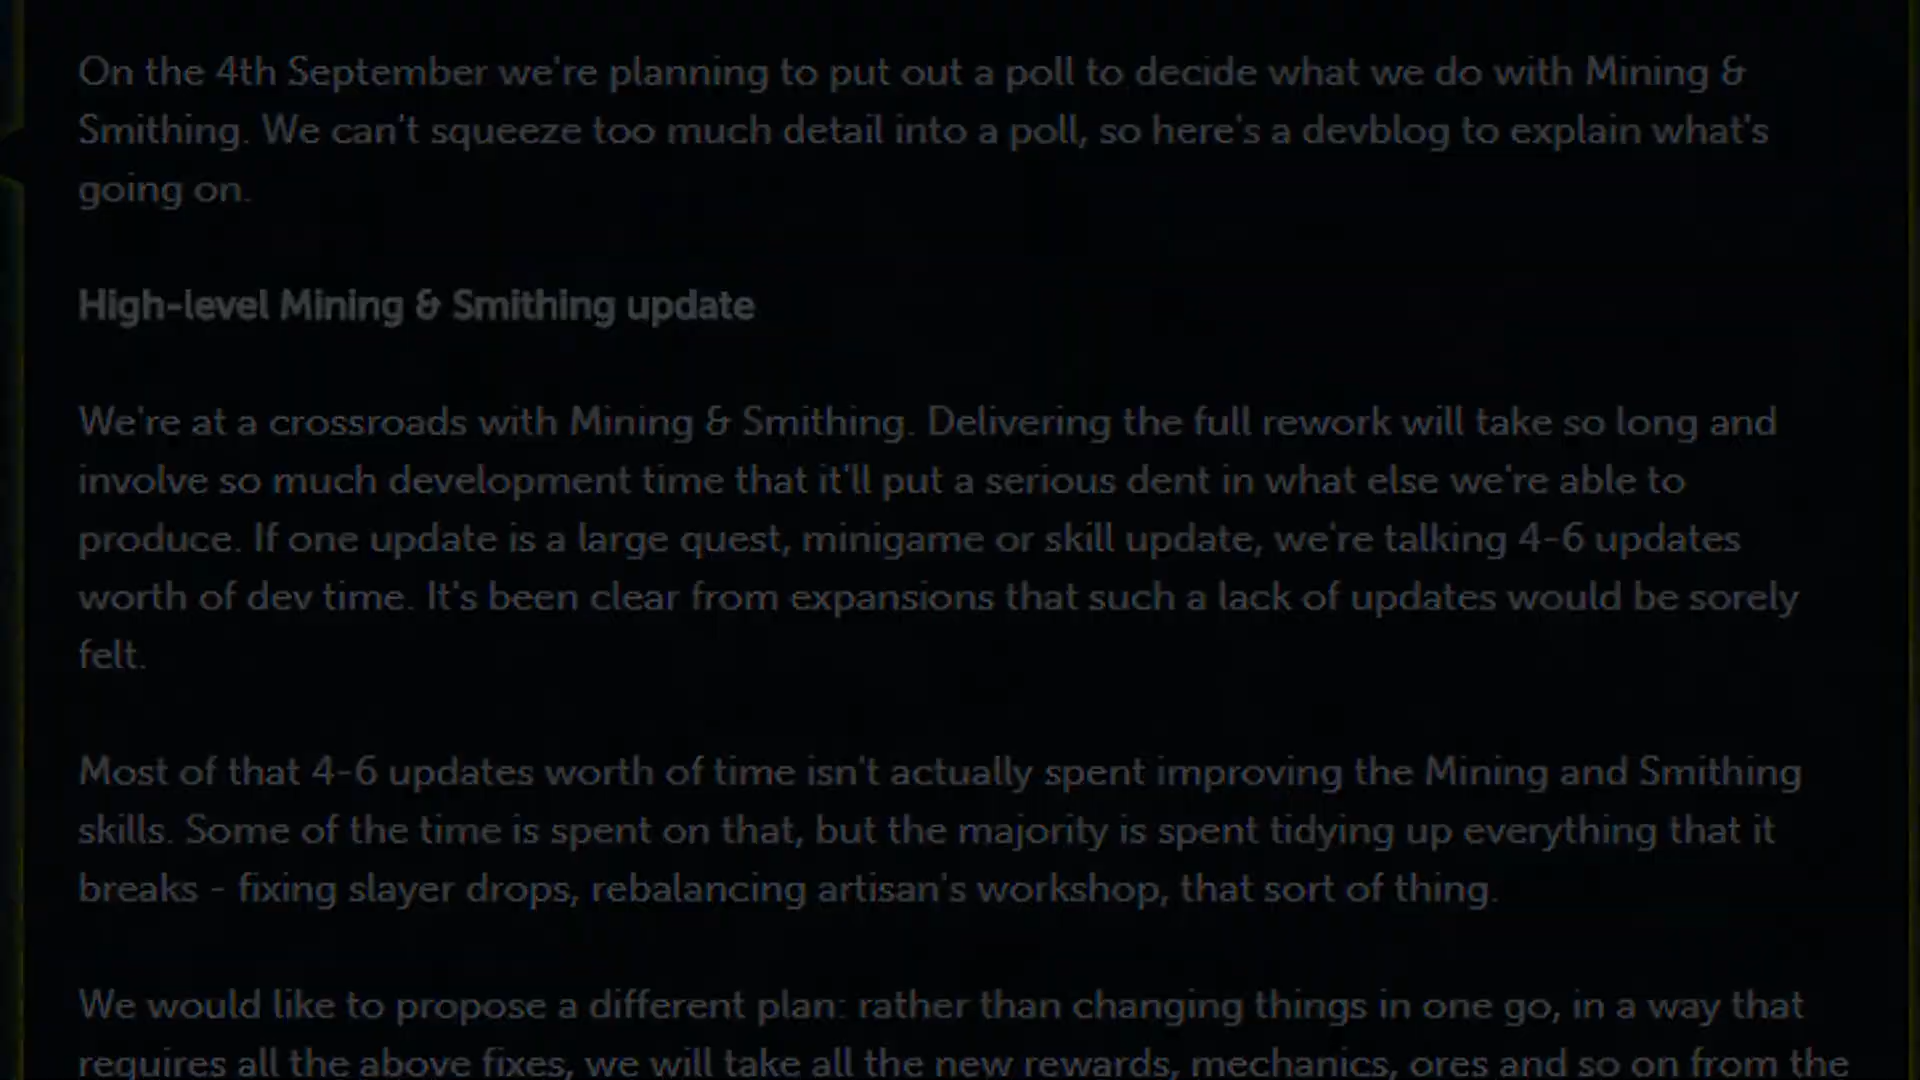 On the 4th September we're planning to put out a poll to decide what we do with Mining &
Smithing. We can't squeeze too much detail into a poll, so here's a devblog to explain what's
going on.
High-level Mining & Smithing update
We're at a crossroads with Mining & Smithing. Delivering the full rework will take so long and
involve so much development time that it'll put a serious dent in what else we're able to
produce. If one update is a large quest, minigame or skill update, we're talking 4-6 updates
worth of dev time. It's been clear from expansions that such a lack of updates would be sorely
felt.
Most of that 4-6 updates worth of time isn't actually spent improving the Mining and Smithing
skills. Some of the time is spent on that, but the majority is spent tidying up everything that it
breaks - fixing slayer drops, rebalancing artisan's workshop, that sort of thing.
We would like to propose a different plan: rather than changing things in one go, in a way that
requires all the above fixes, we will take all the new rewards, mechanics, ores and so on from the